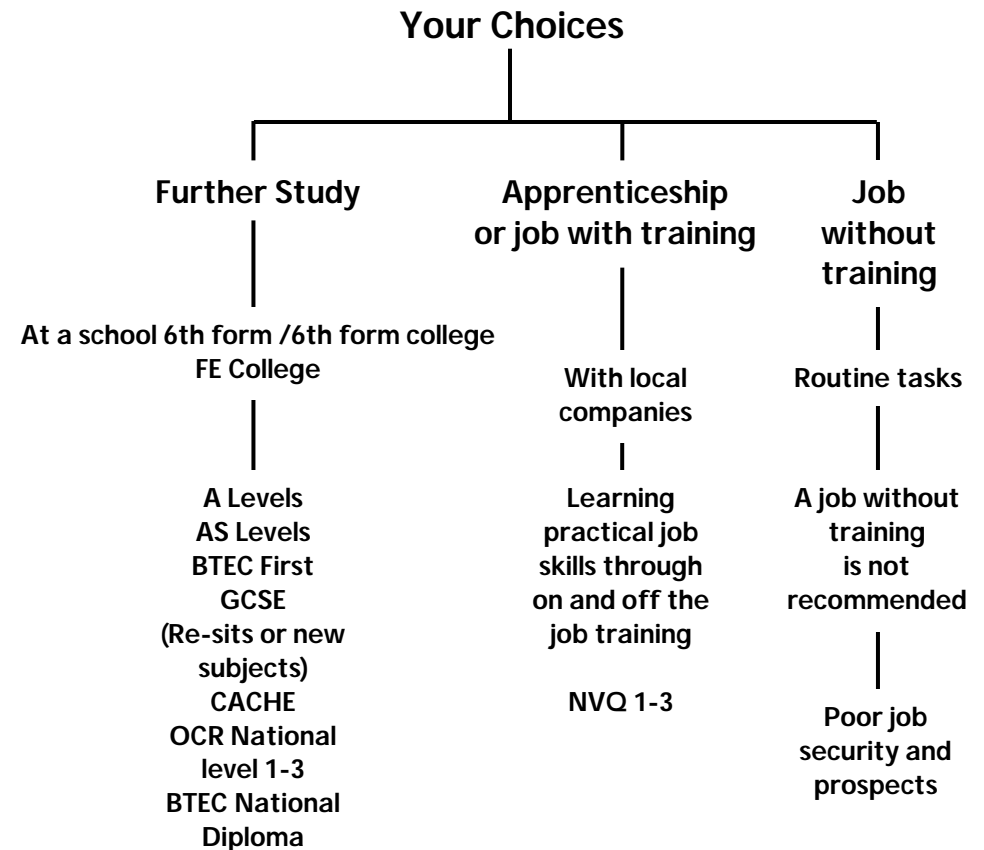 Your Choices
Further Study
At a school 6th form /6th form college
FE College
A Levels
AS Levels
BTEC First
GCSE
(Re-sits or new
subjects)
CACHE
OCR National
level 1-3
BTEC National
Diploma
Apprenticeship
or job with training
With local
companies
Learning
practical job
skills through
on and off the
job training
NVQ 1-3
Job
without
training
Routine tasks
A job without
training
is not
recommended
Poor job
security and
prospects